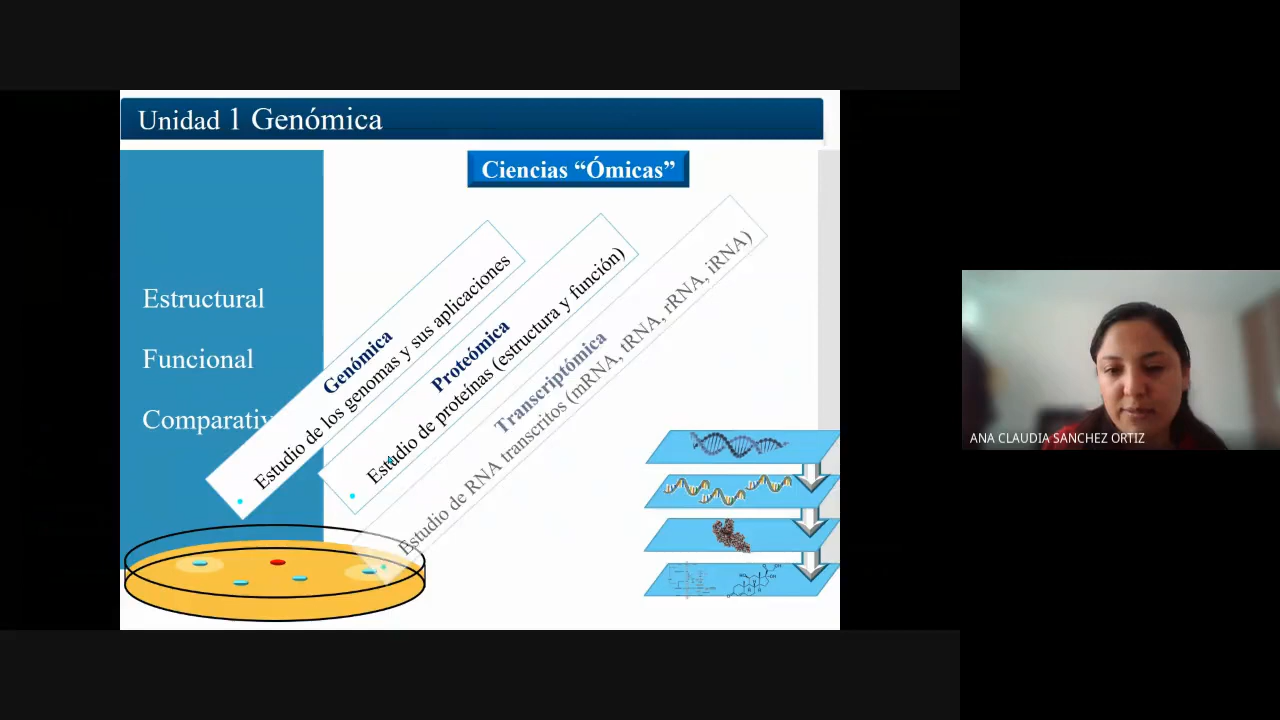 Unidad 1 Genómica
Ciencias “Ómicas”
Estructural
Funcional
Comparativ
Genómica
Estudio de los genomas y sus aplicaciones
Proteómica
Estudio de proteínas (estructura y función)
Transcriptómica
Estudio de RNA transcritos (mRNA, tRNA, rRNA, iRNA)
ANA CLAUDIA SANCHEZ ORTIZ